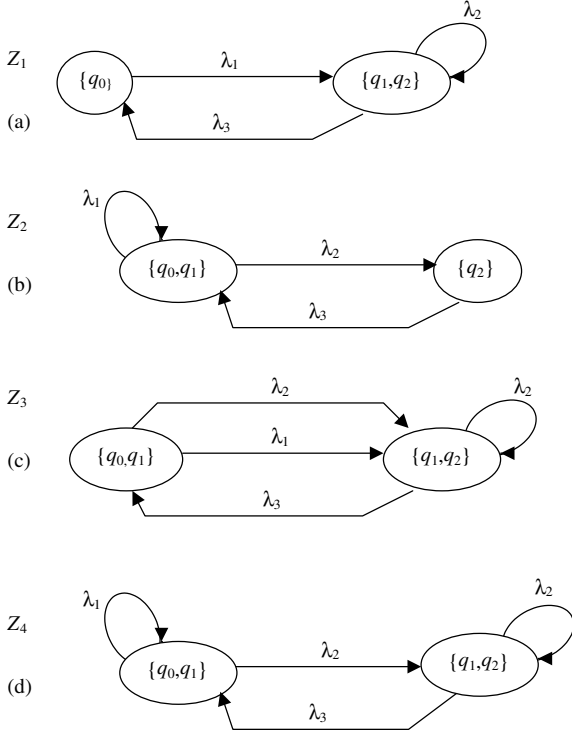 λ₂
Z₁
{q₀}
λ₁
{q₁,q₂}
(a)
λ₃
λ₁
Z₂
{q₀,q₁}
λ₂
{q₂}
(b)
λ₃
λ₂
λ₂
Z₃
{q₀,q₁}
λ₁
{q₁,q₂}
(c)
λ₃
λ₁
λ₂
Z₄
{q₀,q₁}
λ₂
{q₁,q₂}
(d)
λ₃